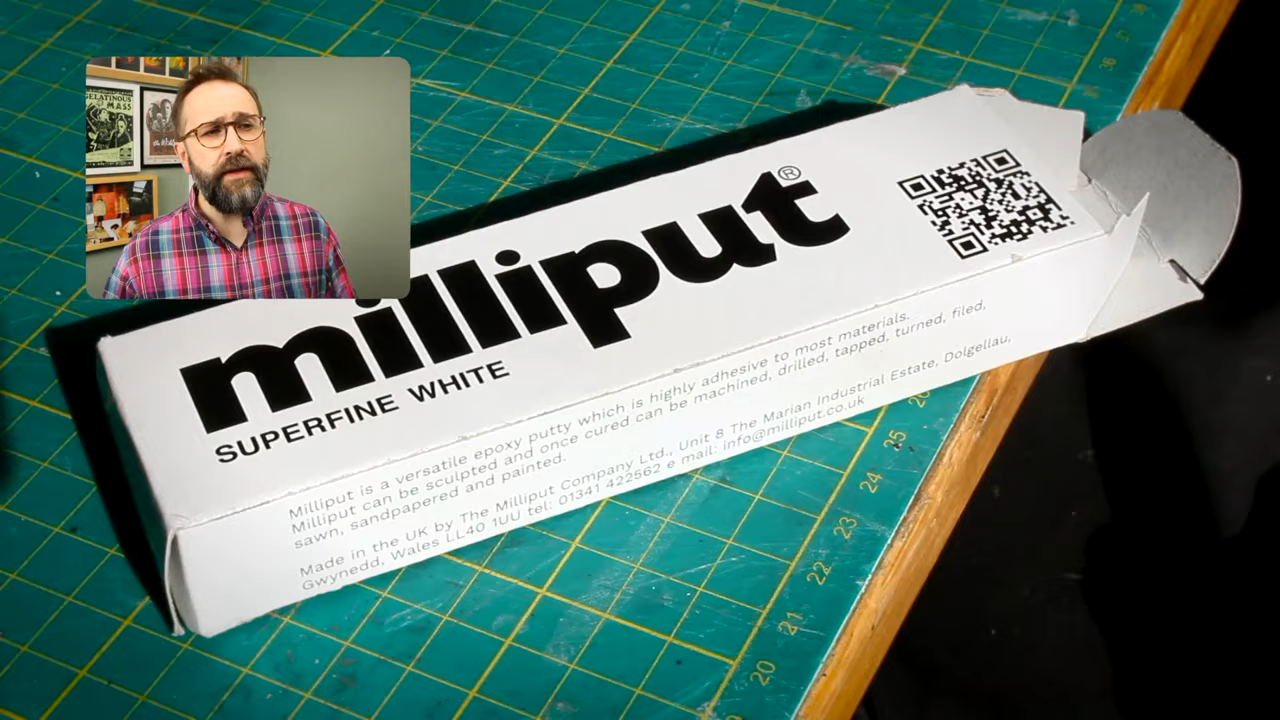 GELATINOUS
MASS
milliput®
SUPERFINE WHITE
Milliput is a versatile epoxy putty which is highly adhesive to most materials.
Milliput can be sculpted and once cured can be machined, drilled, tapped, turned, filed,
sawn, sandpapered and painted.
Made in the UK by The Milliput Company Ltd., Unit 8 The Marian Industrial Estate, Dolgellau,
Gwynedd, Wales LL40 1UU tel: 01341 422562 e mail: info@milliput.co.uk
26
25
24
23
22
21
20